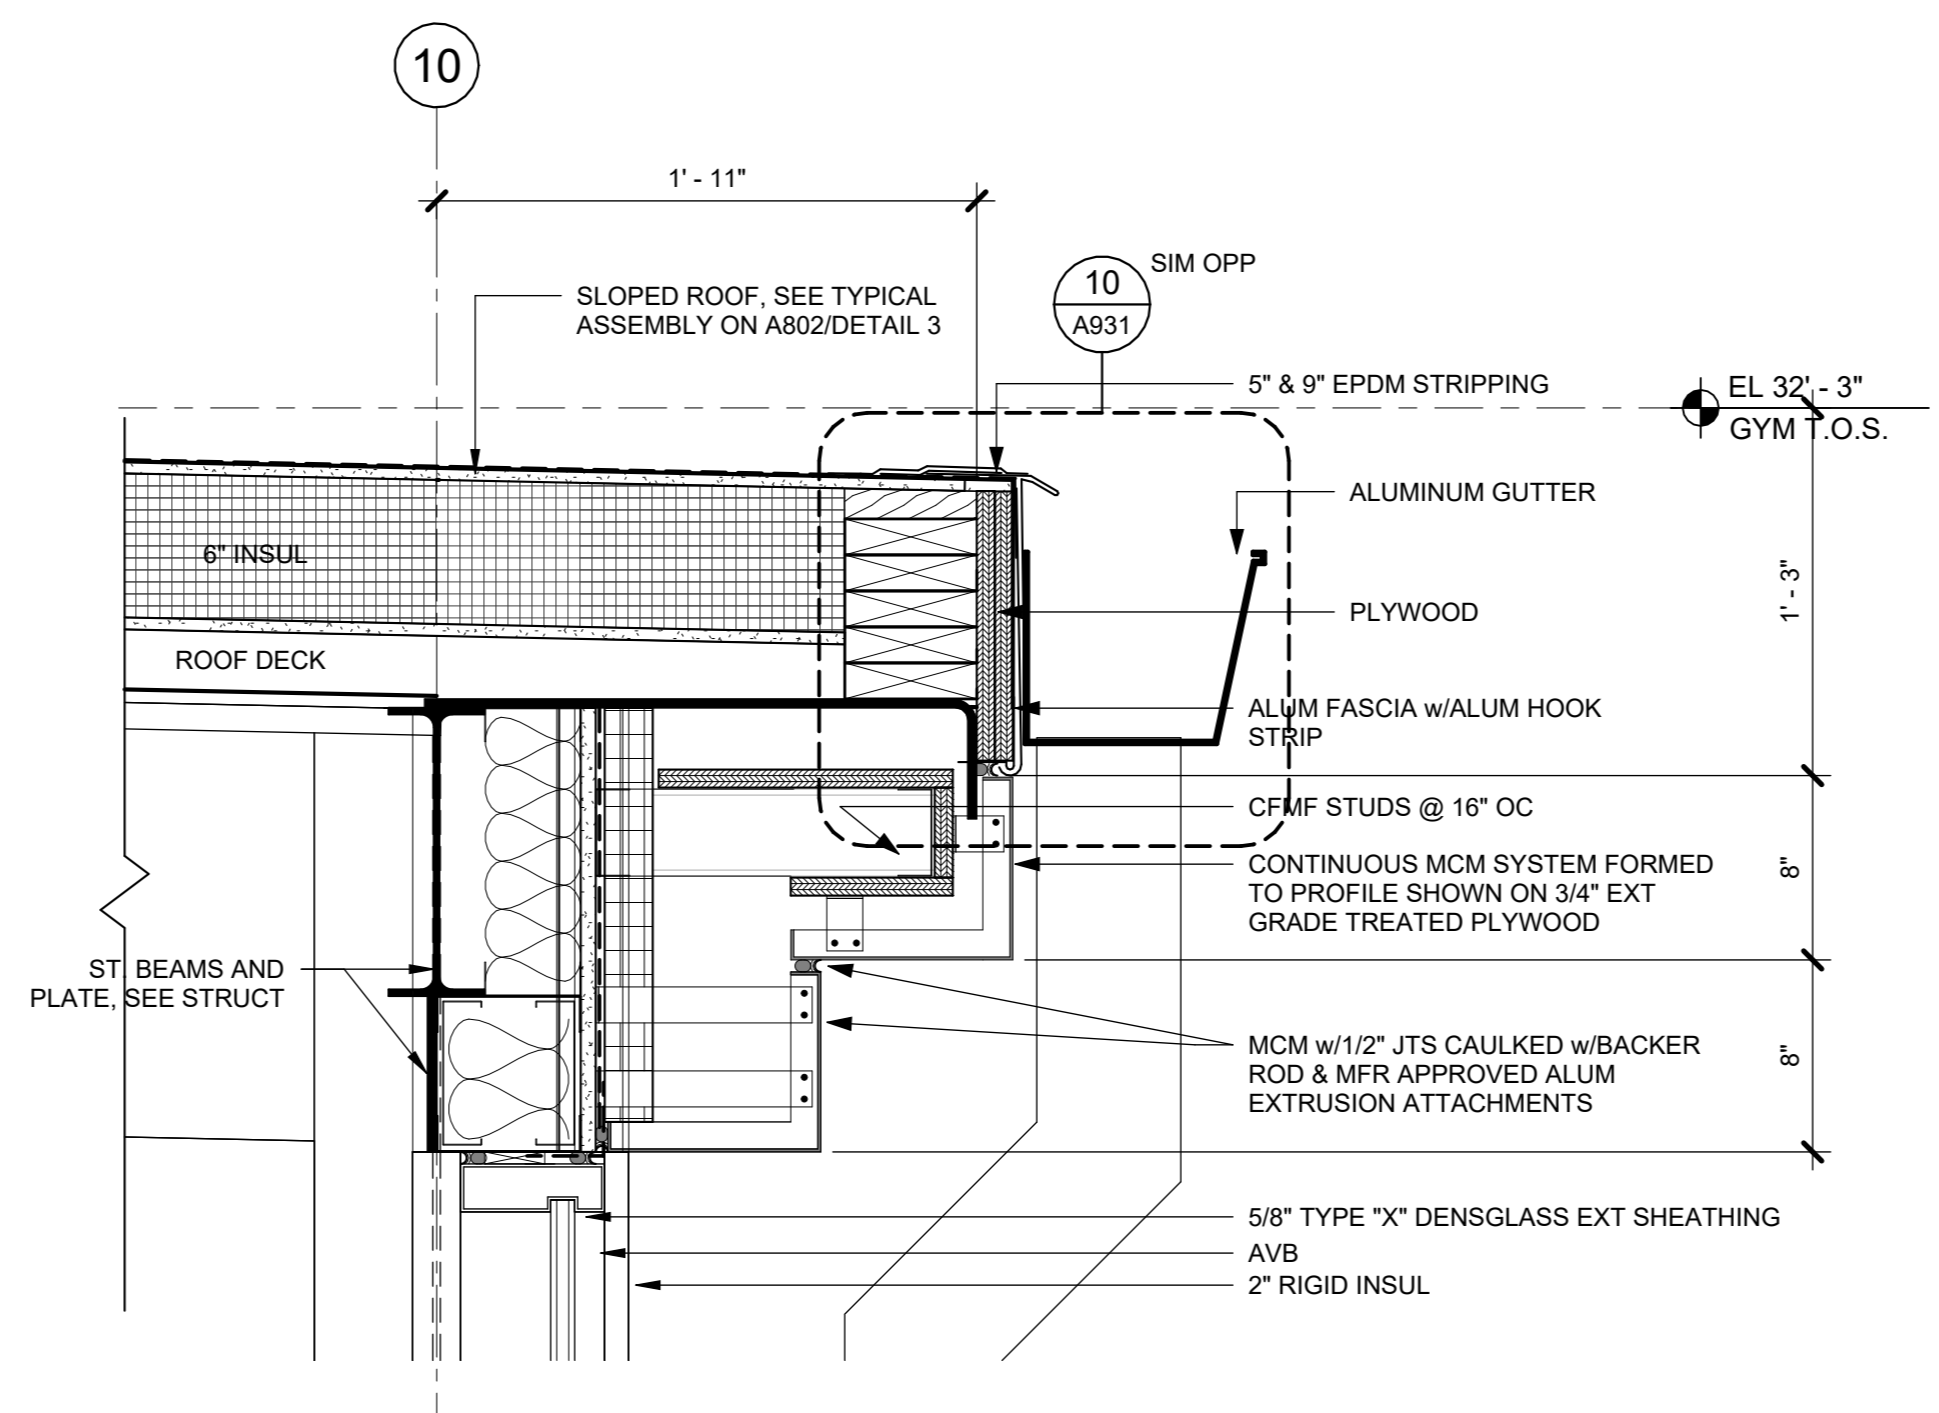 10
1' - 11"
SIM OPP
10
A931
SLOPED ROOF, SEE TYPICAL
ASSEMBLY ON A802/DETAIL 3
5" & 9" EPDM STRIPPING
EL 32' - 3"
GYM T.O.S.
ALUMINUM GUTTER
6" INSUL
1' - 3"
PLYWOOD
ROOF DECK
ALUM FASCIA w/ALUM HOOK
STRIP
CFMF STUDS @ 16" OC
CONTINUOUS MCM SYSTEM FORMED
TO PROFILE SHOWN ON 3/4" EXT
GRADE TREATED PLYWOOD
8"
ST. BEAMS AND
PLATE, SEE STRUCT
MCM w/1/2" JTS CAULKED w/BACKER
ROD & MFR APPROVED ALUM
EXTRUSION ATTACHMENTS
8"
5/8" TYPE "X" DENSGLASS EXT SHEATHING
AVB
2" RIGID INSUL